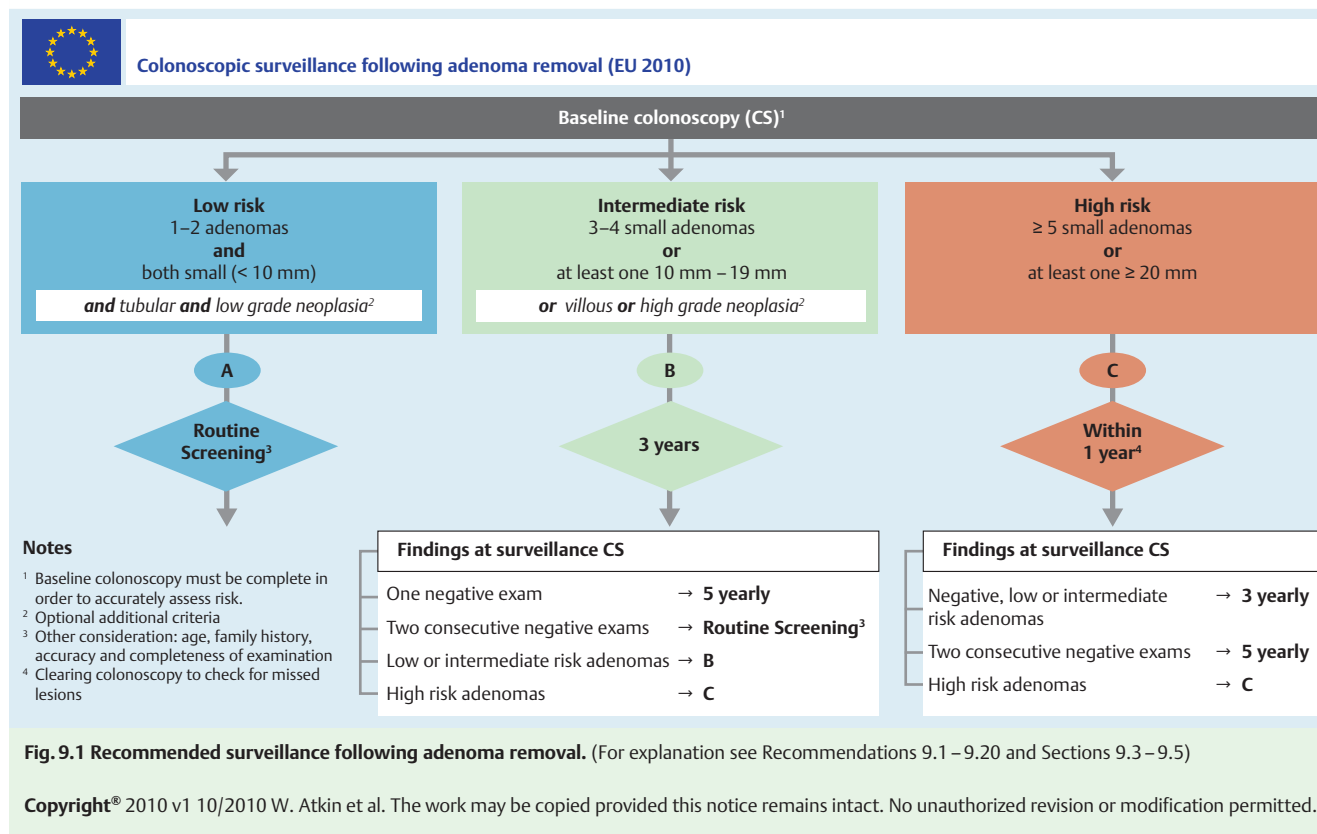 Colonoscopic surveillance following adenoma removal (EU 2010)
Baseline colonoscopy (CS)¹
Low risk
1–2 adenomas
and
both small (< 10 mm)
and tubular and low grade neoplasia²
Intermediate risk
3–4 small adenomas
or
at least one 10 mm – 19 mm
or villous or high grade neoplasia²
High risk
≥ 5 small adenomas
or
at least one ≥ 20 mm
A
B
C
Routine
Screening³
3 years
Within
1 year⁴
Notes
¹ Baseline colonoscopy must be complete in
order to accurately assess risk.
² Optional additional criteria
³ Other consideration: age, family history,
accuracy and completeness of examination
⁴ Clearing colonoscopy to check for missed
lesions
Findings at surveillance CS
One negative exam → 5 yearly
Two consecutive negative exams → Routine Screening³
Low or intermediate risk adenomas → B
High risk adenomas → C
Findings at surveillance CS
Negative, low or intermediate → 3 yearly
risk adenomas
Two consecutive negative exams → 5 yearly
High risk adenomas → C
Fig. 9.1 Recommended surveillance following adenoma removal. (For explanation see Recommendations 9.1 – 9.20 and Sections 9.3 – 9.5)
Copyright® 2010 v1 10/2010 W. Atkin et al. The work may be copied provided this notice remains intact. No unauthorized revision or modification permitted.